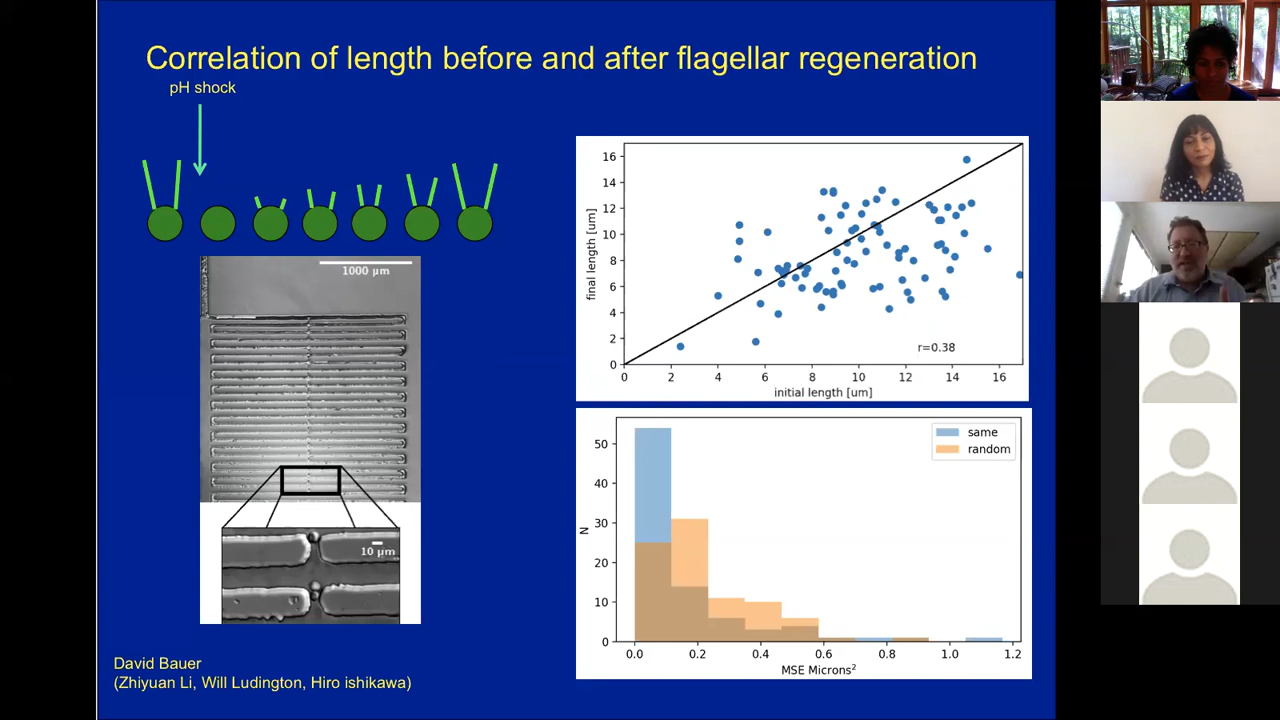 Correlation of length before and after flagellar regeneration
pH shock
1000 µm
10 µm
David Bauer
(Zhiyuan Li, Will Ludington, Hiro ishikawa)
final length [um]
16
14
12
10
8
6
4
2
0
r=0.38
0 2 4 6 8 10 12 14 16
initial length [um]
same
random
N
50
40
30
20
10
0
0.0 0.2 0.4 0.6 0.8 1.0 1.2
MSE Microns²